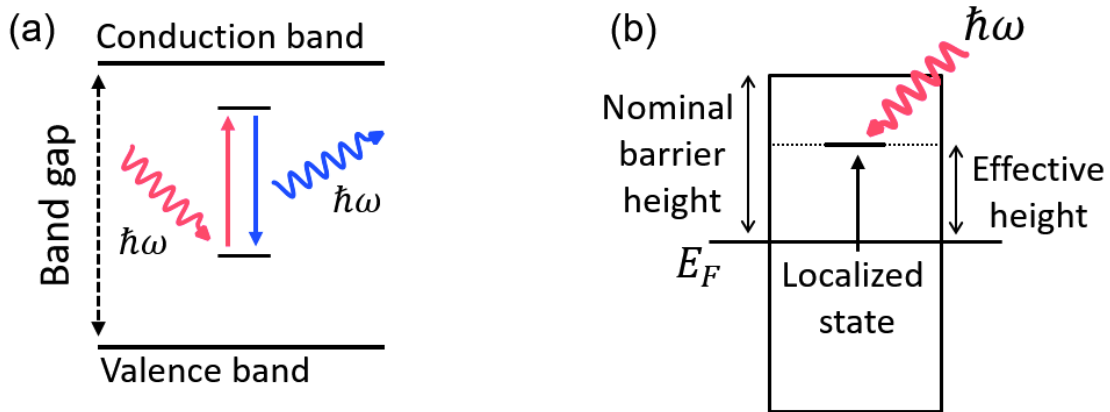 (a)
Conduction band
Band gap
ħω
ħω
Valence band
(b)
ħω
Nominal
barrier
height
Effective
height
E_F
Localized
state